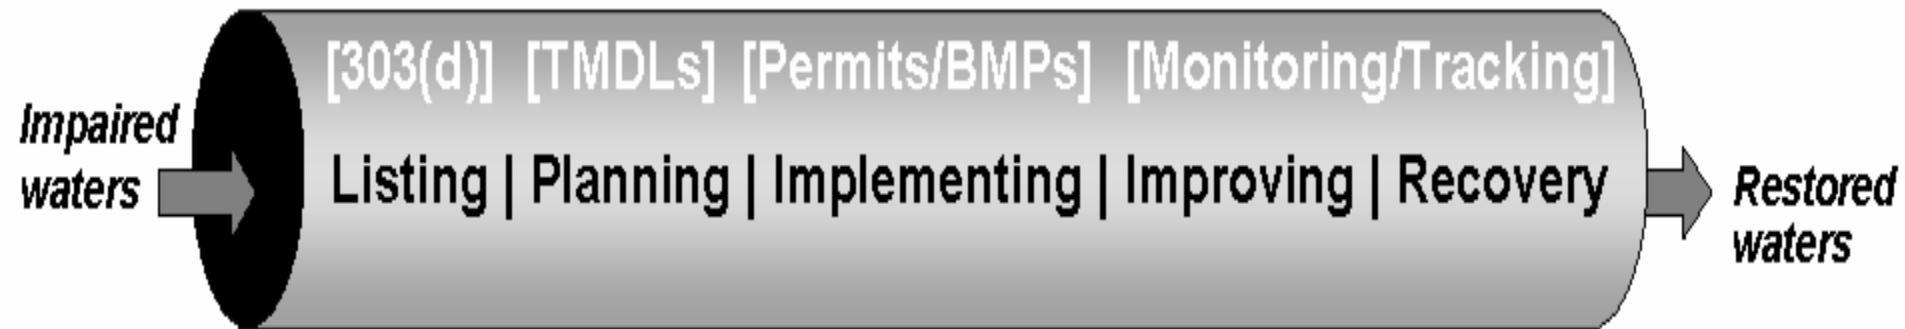 Impaired
waters
[303(d)] [TMDLs] [Permits/BMPs] [Monitoring/Tracking]
Listing | Planning | Implementing | Improving | Recovery
Restored
waters